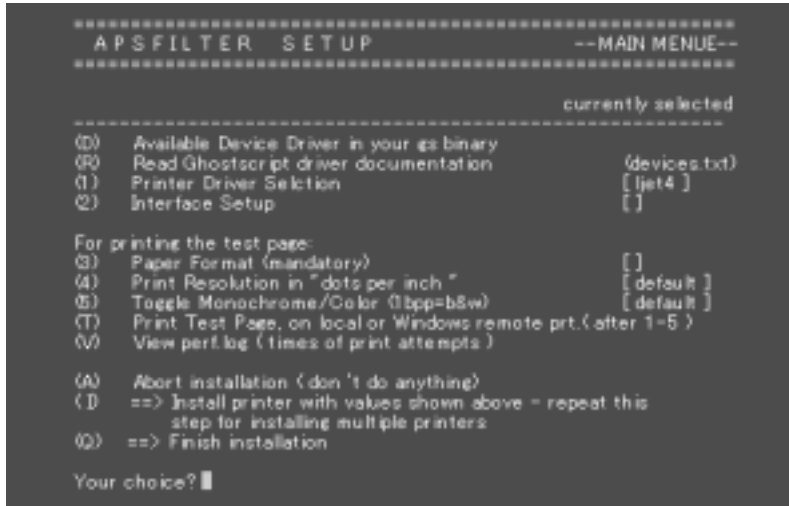 ==================================================
APSFILTER SETUP --MAIN MENUE--
==================================================
currently selected
--------------------------------------------------
(D) Available Device Driver in your gs binary
(R) Read Ghostscript driver documentation (devices.txt)
(1) Printer Driver Selction [ ljet4 ]
(2) Interface Setup [ ]
For printing the test page:
(3) Paper Format (mandatory) [ ]
(4) Print Resolution in "dots per inch " [ default ]
(5) Toggle Monochrome/Color (1bpp=b&w) [ default ]
(T) Print Test Page, on local or Windows remote prt.( after 1-5 )
(V) View perf.log ( times of print attempts )
(A) Abort installation ( don 't do anything)
( I) ==> Install printer with values shown above - repeat this
step for installing multiple printers
(Q) ==> Finish installation
Your choice?